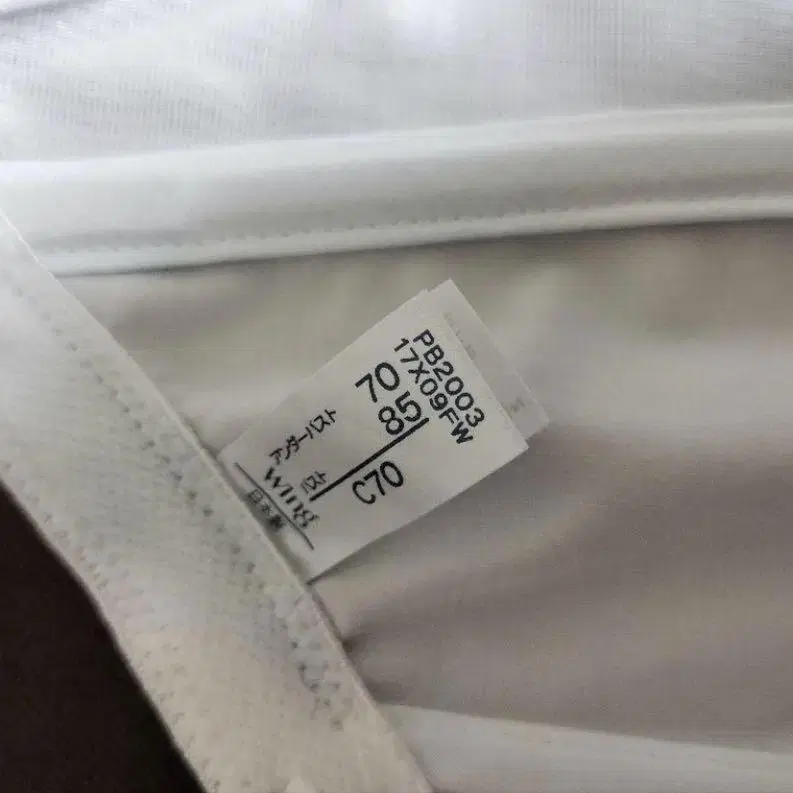 PB2003
17X09FW
アンダーバスト 70
バスト 85
C70
Wing
日本製